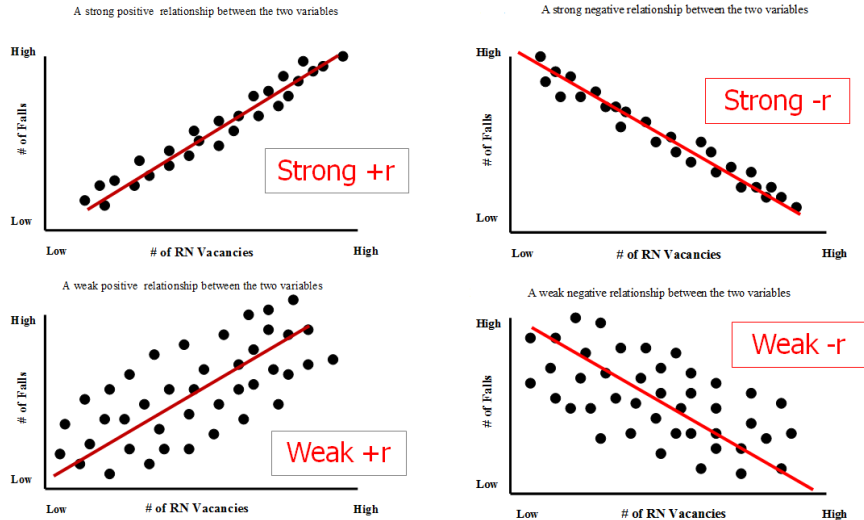 A strong positive relationship between the two variables
High
# of Falls
Low
Strong +r
Low
# of RN Vacancies
High
A strong negative relationship between the two variables
High
# of Falls
Low
Strong -r
Low
# of RN Vacancies
High
A weak positive relationship between the two variables
High
# of Falls
Low
Weak +r
Low
# of RN Vacancies
High
A weak negative relationship between the two variables
High
# of Falls
Low
Weak -r
Low
# of RN Vacancies
High